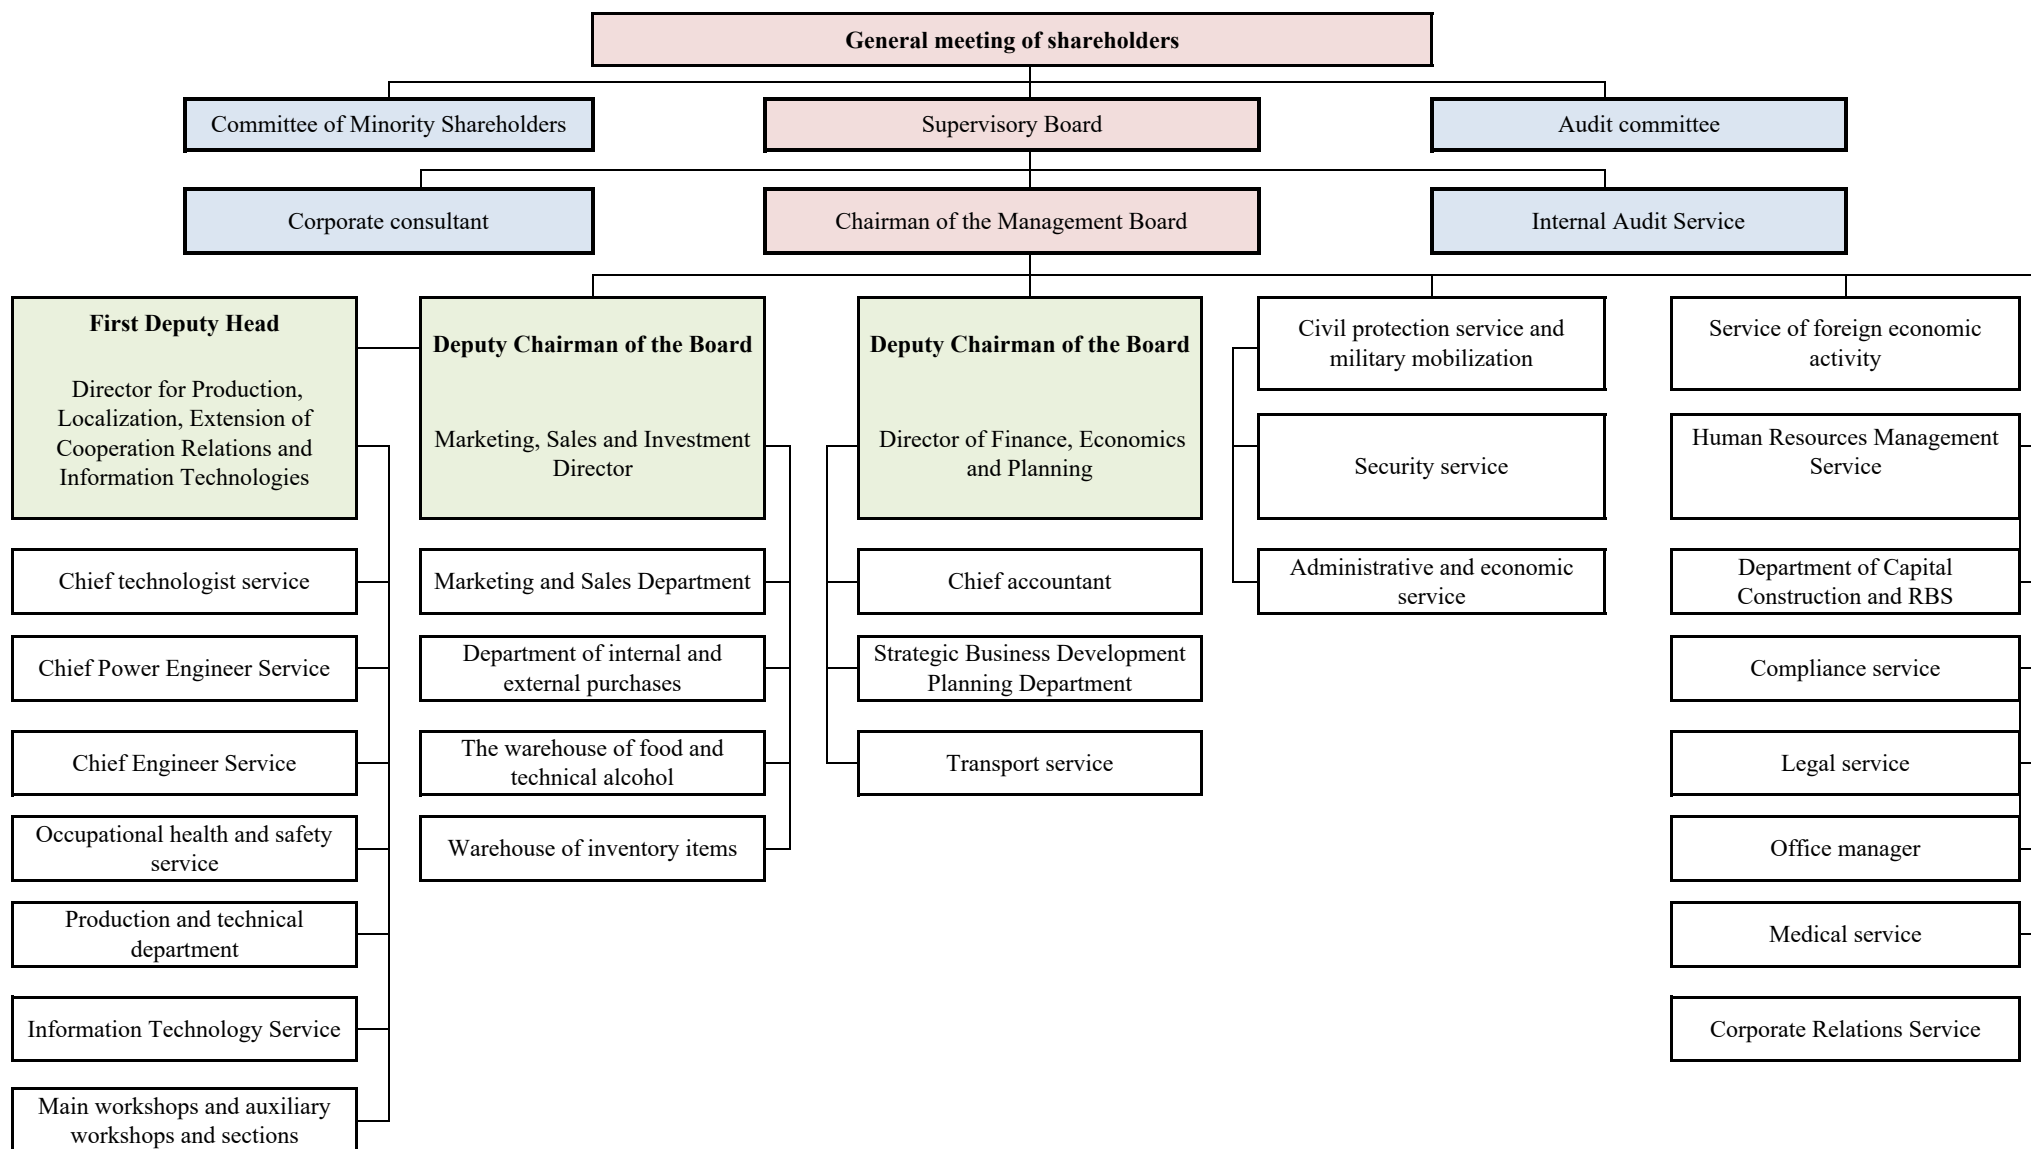 General meeting of shareholders
Committee of Minority Shareholders
Supervisory Board
Audit committee
Corporate consultant
Chairman of the Management Board
Internal Audit Service
First Deputy Head
Director for Production,
Localization, Extension of
Cooperation Relations and
Information Technologies
Chief technologist service
Chief Power Engineer Service
Chief Engineer Service
Occupational health and safety
service
Production and technical
department
Information Technology Service
Main workshops and auxiliary
workshops and sections
Deputy Chairman of the Board
Marketing, Sales and Investment
Director
Marketing and Sales Department
Department of internal and
external purchases
The warehouse of food and
technical alcohol
Warehouse of inventory items
Deputy Chairman of the Board
Director of Finance, Economics
and Planning
Chief accountant
Strategic Business Development
Planning Department
Transport service
Civil protection service and
military mobilization
Security service
Administrative and economic
service
Service of foreign economic
activity
Human Resources Management
Service
Department of Capital
Construction and RBS
Compliance service
Legal service
Office manager
Medical service
Corporate Relations Service